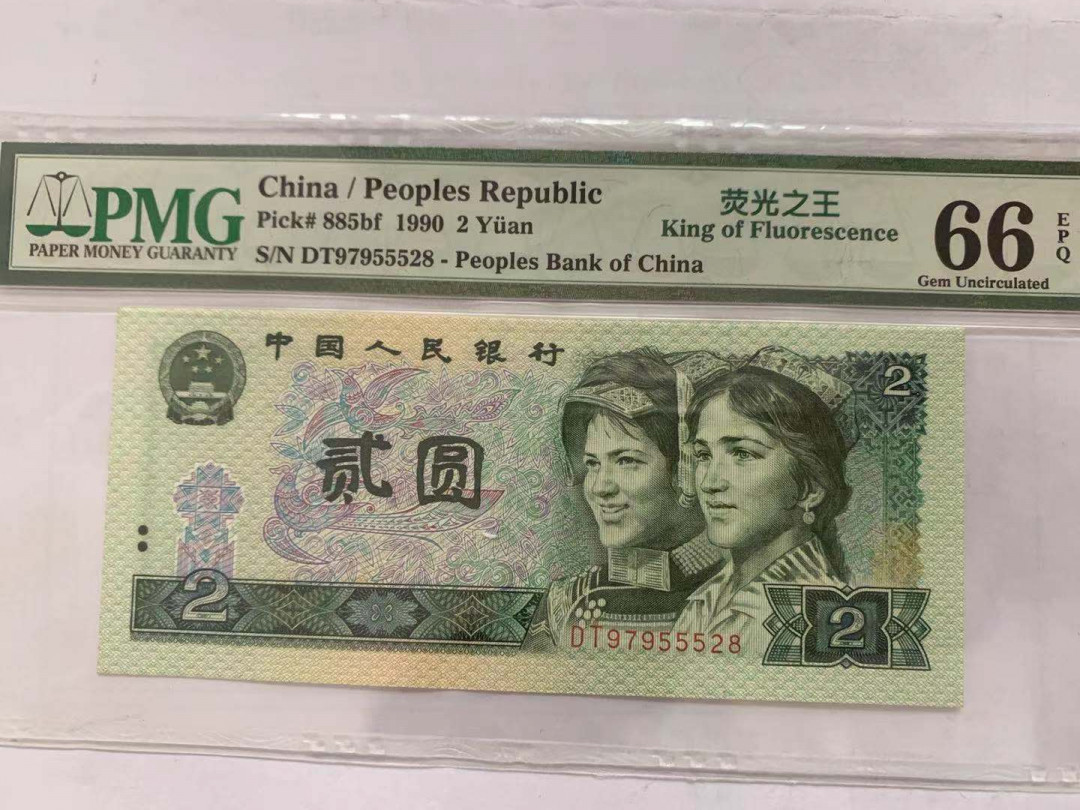 PMG
PAPER MONEY GUARANTY
China / Peoples Republic
Pick# 885bf 1990 2 Yüan
S/N DT97955528 - Peoples Bank of China
荧光之王
King of Fluorescence
66
EPQ
Gem Uncirculated
中国人民银行
2
贰圆
2
DT97955528
2